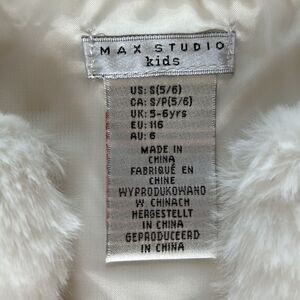 MAX STUDIO
kids
US: S(5/6)
CA: S/P(5/6)
UK: 5-6yrs
EU: 116
AU: 6
MADE IN
CHINA
FABRIQUÉ EN
CHINE
WYPRODUKOWANO
W CHINACH
HERGESTELLT
IN CHINA
GEPRODUCEERD
IN CHINA